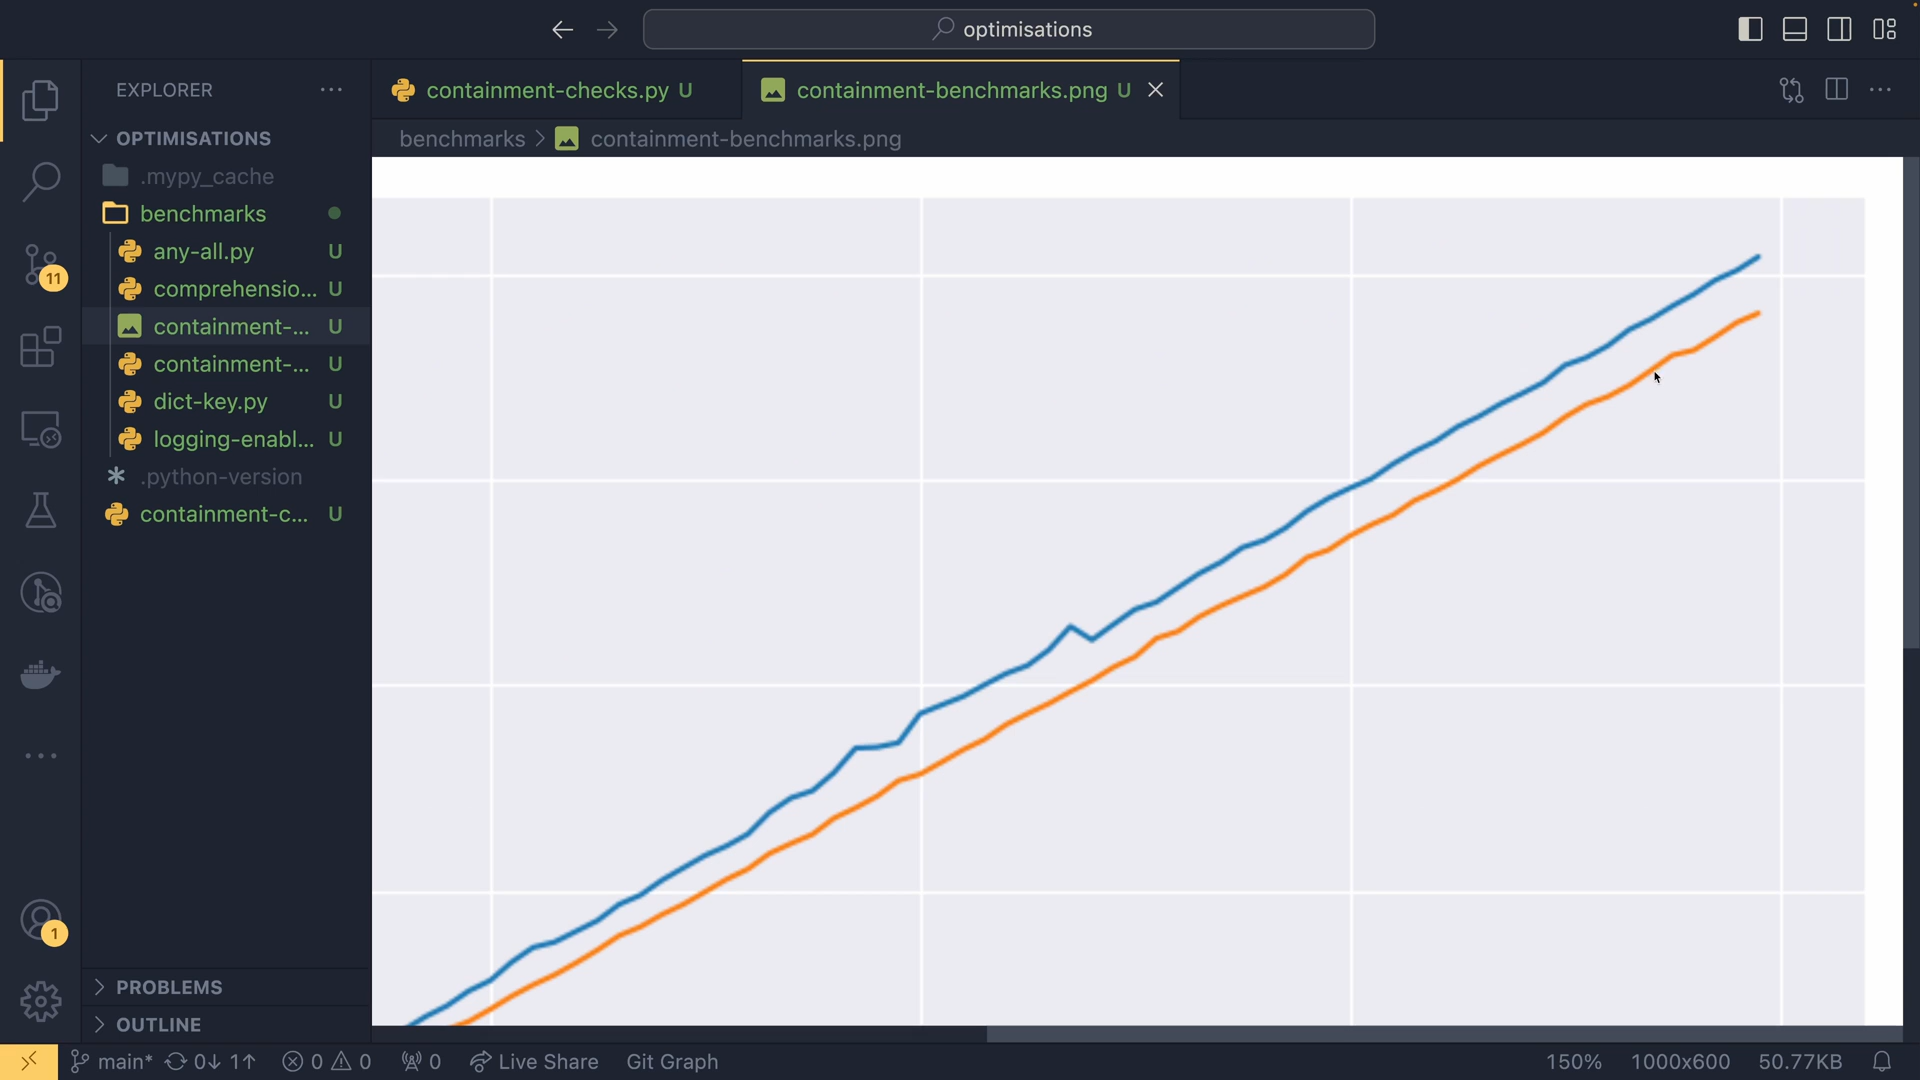 optimisations
EXPLORER
containment-checks.py U
containment-benchmarks.png U
benchmarks > containment-benchmarks.png
OPTIMISATIONS
.mypy_cache
benchmarks
any-all.py U
comprehensio... U
containment-... U
containment-... U
dict-key.py U
logging-enabl... U
.python-version
containment-c... U
11
1
PROBLEMS
OUTLINE
main* 0↓ 1↑ 0 0 0 Live Share Git Graph 150% 1000x600 50.77KB